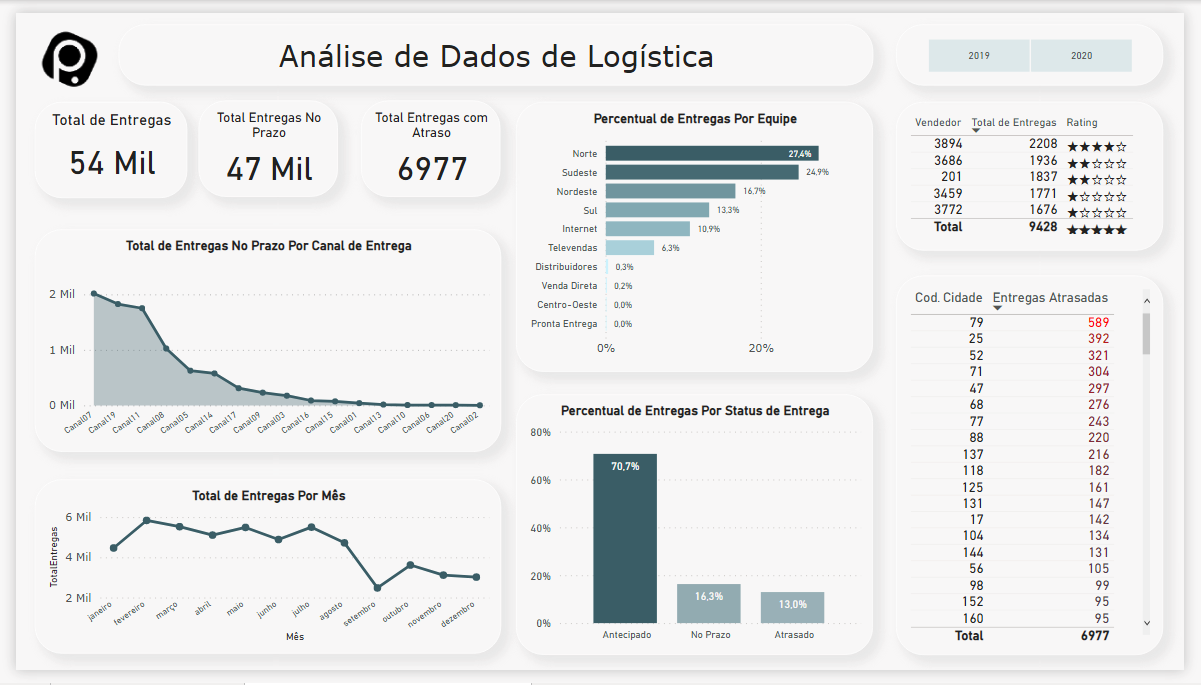 Análise de Dados de Logística
2019
2020
Total de Entregas
54 Mil
Total Entregas No
Prazo
47 Mil
Total Entregas com
Atraso
6977
Percentual de Entregas Por Equipe
Norte 27,4%
Sudeste 24,9%
Nordeste 16,7%
Sul 13,3%
Internet 10,9%
Televendas 6,3%
Distribuidores 0,3%
Venda Direta 0,2%
Centro-Oeste 0,0%
Pronta Entrega 0,0%
0% 20%
Vendedor Total de Entregas Rating
3894 2208 ★★★★☆
3686 1936 ★★☆☆☆
201 1837 ★★☆☆☆
3459 1771 ★☆☆☆☆
3772 1676 ★☆☆☆☆
Total 9428 ★★★★★
Total de Entregas No Prazo Por Canal de Entrega
2 Mil
1 Mil
0 Mil
Canal07 Canal19 Canal11 Canal08 Canal05 Canal14 Canal17 Canal09 Canal03 Canal16 Canal15 Canal01 Canal13 Canal10 Canal06 Canal20 Canal02
Total de Entregas Por Mês
TotalEntregas
6 Mil
4 Mil
2 Mil
janeiro fevereiro março abril maio junho julho agosto setembro outubro novembro dezembro
Mês
Percentual de Entregas Por Status de Entrega
80%
60%
40%
20%
0%
70,7% 16,3% 13,0%
Antecipado No Prazo Atrasado
Cod. Cidade Entregas Atrasadas
79 589
25 392
52 321
71 304
47 297
68 276
77 243
88 220
137 216
118 182
125 161
131 147
17 142
104 134
144 131
56 105
98 99
152 95
160 95
Total 6977